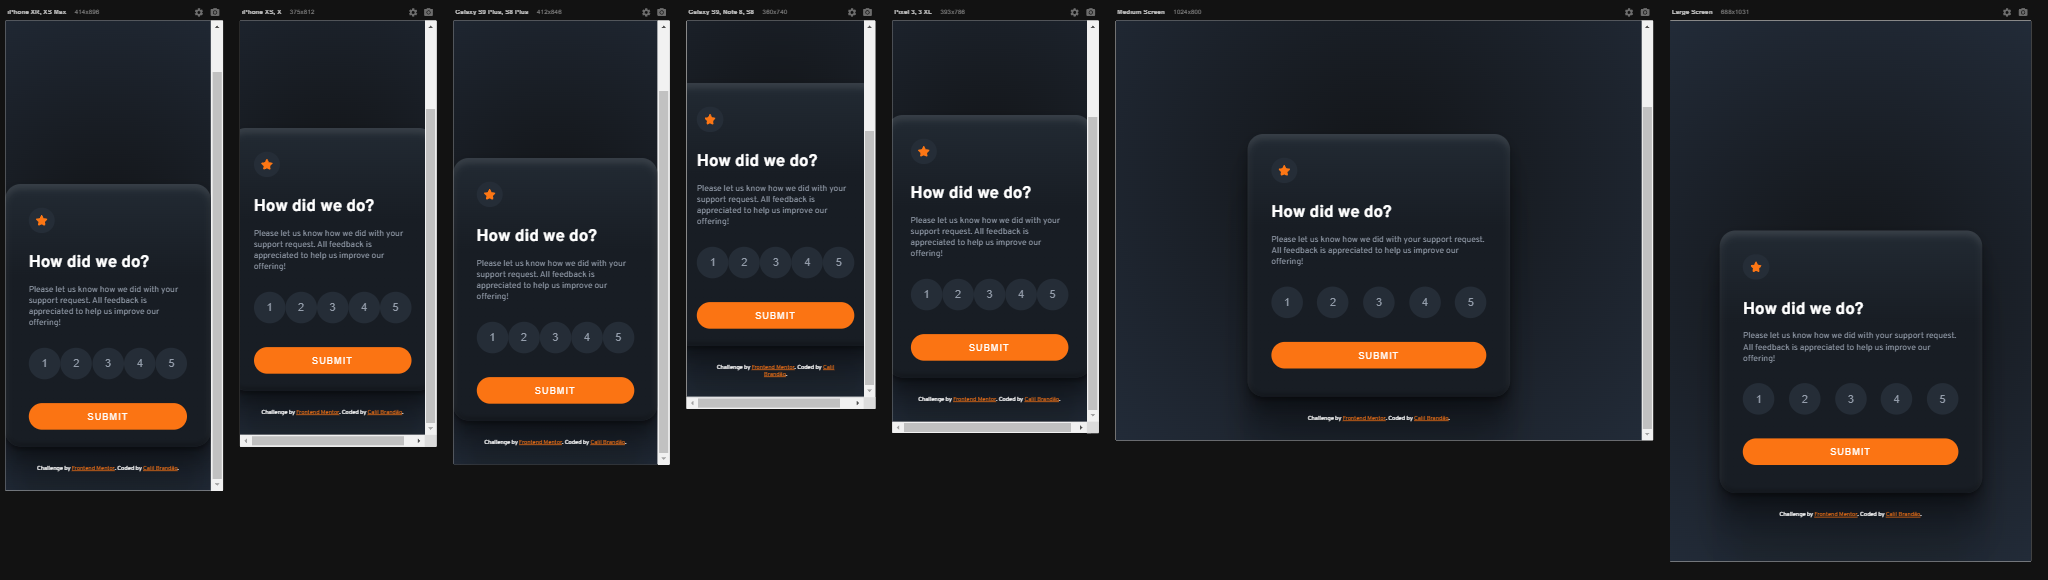 iPhone XR, XS Max 414x896
How did we do?
Please let us know how we did with your
support request. All feedback is
appreciated to help us improve our
offering!
1 2 3 4 5
SUBMIT
Challenge by Frontend Mentor. Coded by Calil Brandão.
iPhone XS, X 375x812
How did we do?
Please let us know how we did with your
support request. All feedback is
appreciated to help us improve our
offering!
1 2 3 4 5
SUBMIT
Challenge by Frontend Mentor. Coded by Calil Brandão.
Galaxy S9 Plus, S8 Plus 412x846
How did we do?
Please let us know how we did with your
support request. All feedback is
appreciated to help us improve our
offering!
1 2 3 4 5
SUBMIT
Challenge by Frontend Mentor. Coded by Calil Brandão.
Galaxy S9, Note 8, S8 360x740
How did we do?
Please let us know how we did with your
support request. All feedback is
appreciated to help us improve our
offering!
1 2 3 4 5
SUBMIT
Challenge by Frontend Mentor. Coded by Calil
Brandão.
Pixel 3, 3 XL 393x786
How did we do?
Please let us know how we did with your
support request. All feedback is
appreciated to help us improve our
offering!
1 2 3 4 5
SUBMIT
Challenge by Frontend Mentor. Coded by Calil Brandão.
Medium Screen 1024x800
How did we do?
Please let us know how we did with your support request.
All feedback is appreciated to help us improve our
offering!
1 2 3 4 5
SUBMIT
Challenge by Frontend Mentor. Coded by Calil Brandão.
Large Screen
How did we do?
Please let us know how we did with your support request.
All feedback is appreciated to help us improve our
offering!
1 2 3 4 5
SUBMIT
Challenge by Frontend Mentor. Coded by Calil Brandão.